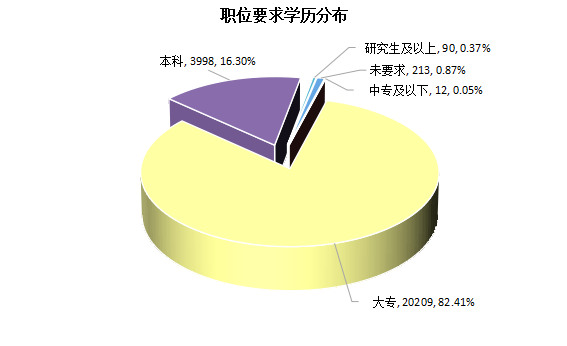 职位要求学历分布
研究生及以上, 90, 0.37%
本科, 3998, 16.30%
未要求, 213, 0.87%
中专及以下, 12, 0.05%
大专, 20209, 82.41%